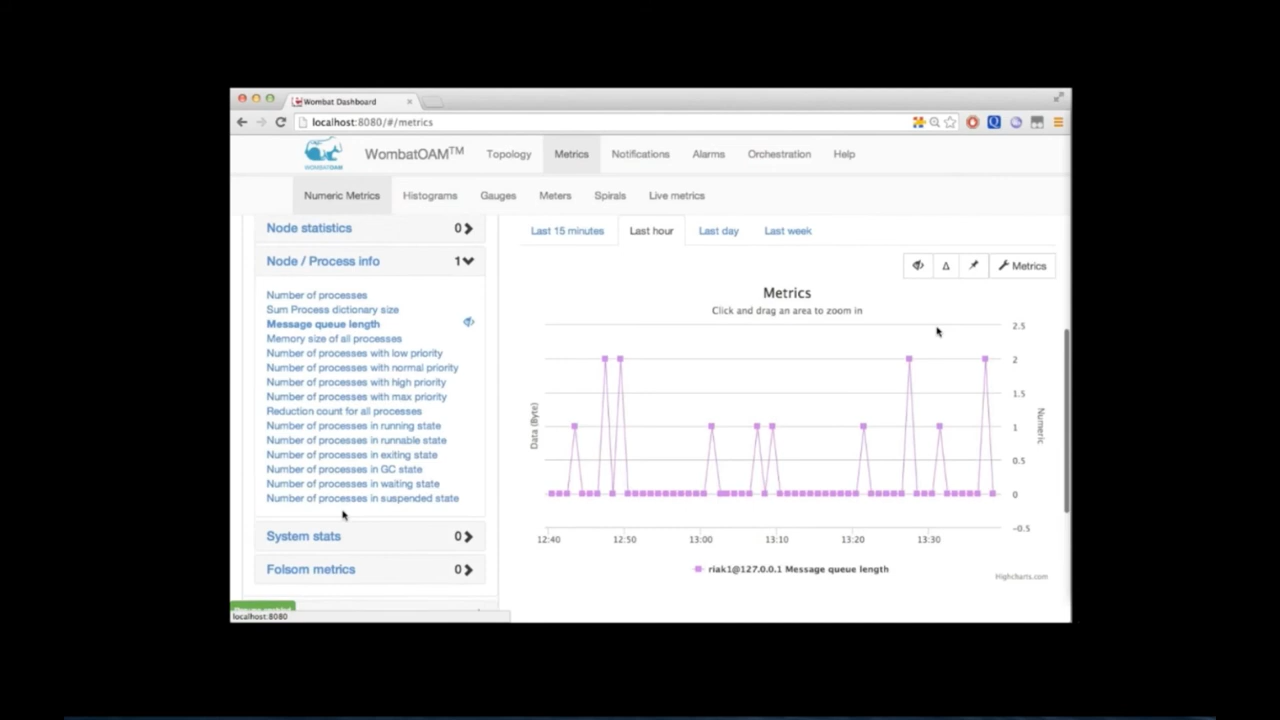 Wombat Dashboard
localhost:8080/#/metrics
WOMBATOAM
WombatOAM™ Topology Metrics Notifications Alarms Orchestration Help
Numeric Metrics Histograms Gauges Meters Spirals Live metrics
Node statistics 0
Node / Process info 1
Number of processes
Sum Process dictionary size
Message queue length
Memory size of all processes
Number of processes with low priority
Number of processes with normal priority
Number of processes with high priority
Number of processes with max priority
Reduction count for all processes
Number of processes in running state
Number of processes in runnable state
Number of processes in exiting state
Number of processes in GC state
Number of processes in waiting state
Number of processes in suspended state
System stats 0
Folsom metrics 0
localhost:8080
Last 15 minutes Last hour Last day Last week
Δ Metrics
Metrics
Click and drag an area to zoom in
Data (Byte)
2.5
2
1.5
1
0.5
0
-0.5
Numeric
12:40 12:50 13:00 13:10 13:20 13:30
riak1@127.0.0.1 Message queue length
Highcharts.com